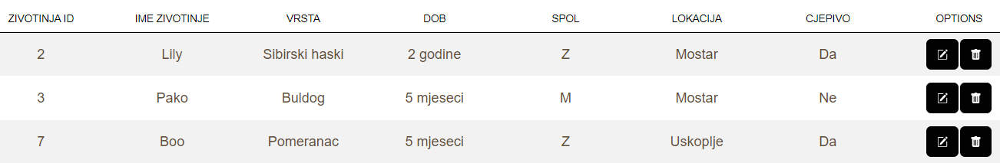 ZIVOTINJA ID IME ZIVOTINJE VRSTA DOB SPOL LOKACIJA CJEPIVO OPTIONS
2 Lily Sibirski haski 2 godine Z Mostar Da
3 Pako Buldog 5 mjeseci M Mostar Ne
7 Boo Pomeranac 5 mjeseci Z Uskoplje Da